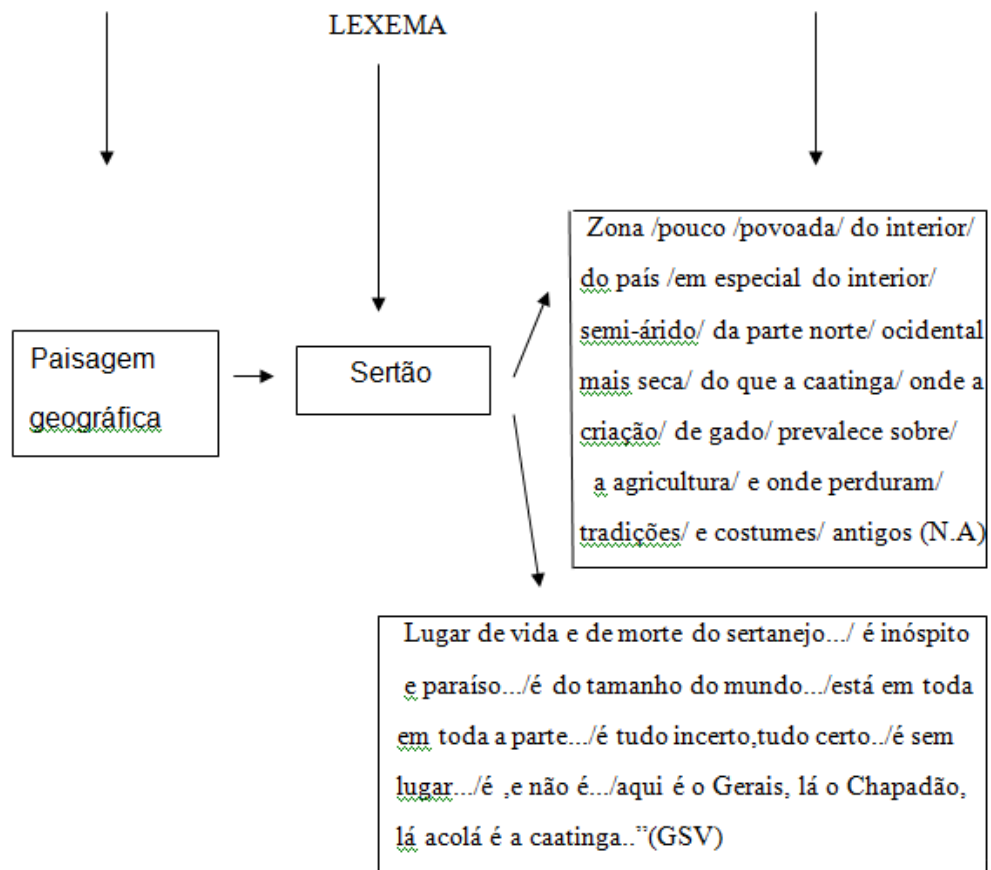 LEXEMA
Paisagem
geográfica
Sertão
Zona /pouco /povoada/ do interior/
do país /em especial do interior/
semi-árido/ da parte norte/ ocidental
mais seca/ do que a caatinga/ onde a
criação/ de gado/ prevalece sobre/
a agricultura/ e onde perduram/
tradições/ e costumes/ antigos (N.A)
Lugar de vida e de morte do sertanejo.../ é inóspito
e paraíso.../é do tamanho do mundo.../está em toda
em toda a parte.../é tudo incerto,tudo certo../é sem
lugar.../é ,e não é.../aqui é o Gerais, lá o Chapadão,
lá acolá é a caatinga..”(GSV)